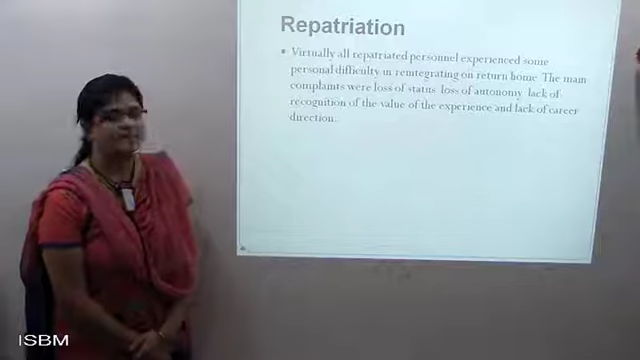 Repatriation
Virtually all repatriated personnel experienced some
personal difficulty in reintegrating on return home. The main
complaints were loss of status, loss of autonomy, lack of
recognition of the value of the experience and lack of career
direction.
ISBM